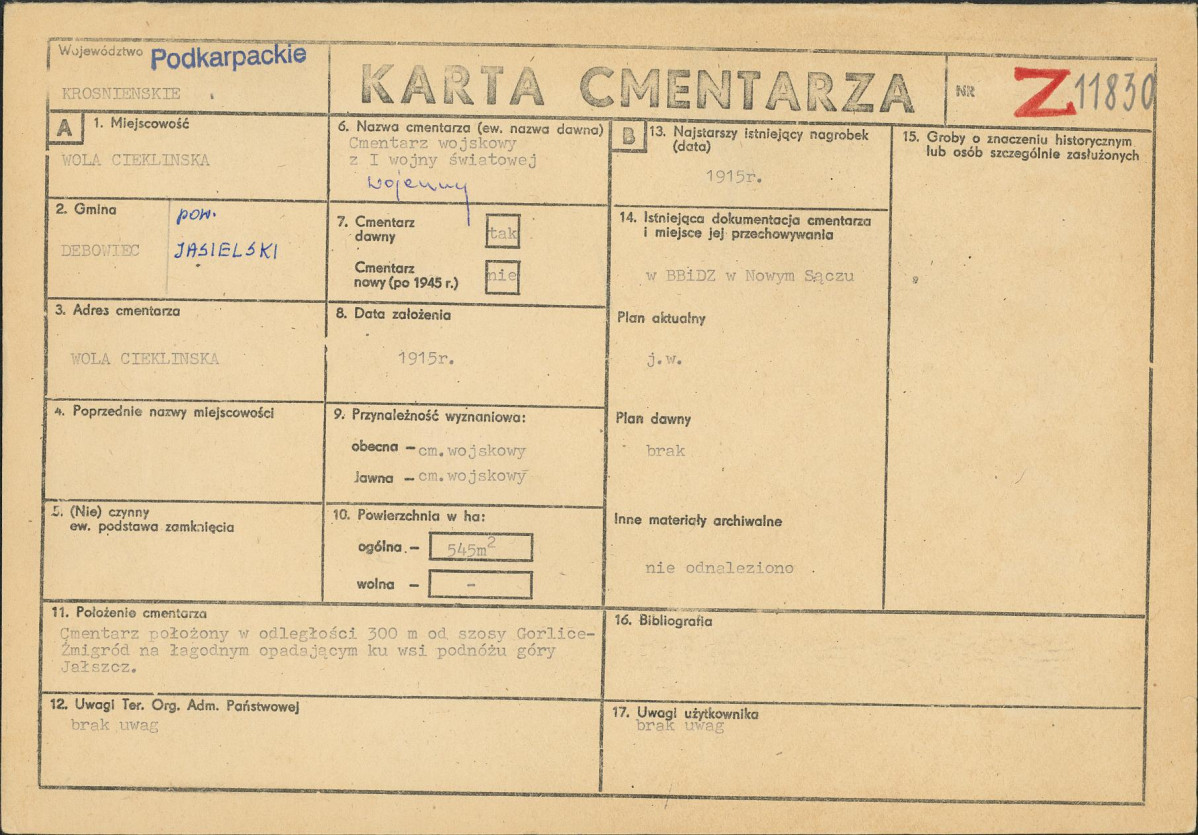 Województwo Podkarpackie
KROSNIENSKIE
KARTA CMENTARZA
NR Z 11830
A 1. Miejscowość
WOLA CIEKLINSKA
2. Gmina
DEBOWIEC
pow.
JASIELSKI
3. Adres cmentarza
WOLA CIEKLINSKA
4. Poprzednie nazwy miejscowości
5. (Nie) czynny
ew. podstawa zamknięcia
6. Nazwa cmentarza (ew. nazwa dawna)
Cmentarz wojskowy
z I wojny światowej
wojenny
7. Cmentarz
dawny tak
Cmentarz
nowy (po 1945 r.) nie
8. Data założenia
1915r.
9. Przynależność wyznaniowa:
obecna – cm.wojskowy
Jawna – cm.wojskowy
10. Powierzchnia w ha:
ogólna – 545m2
wolna – -
11. Położenie cmentarza
Cmentarz położony w odległości 300 m od szosy Gorlice-
Żmigród na łagodnym opadającym ku wsi podnóżu góry
Jałszcz.
12. Uwagi Ter. Org. Adm. Państwowej
brak uwag
B 13. Najstarszy istniejący nagrobek
(data)
1915r.
14. Istniejąca dokumentacja cmentarza
i miejsce jej przechowywania
w BBiDZ w Nowym Sączu
Plan aktualny
j.w.
Plan dawny
brak
Inne materiały archiwalne
nie odnaleziono
15. Groby o znaczeniu historycznym
lub osób szczególnie zasłużonych
16. Bibliografia
17. Uwagi użytkownika
brak uwag